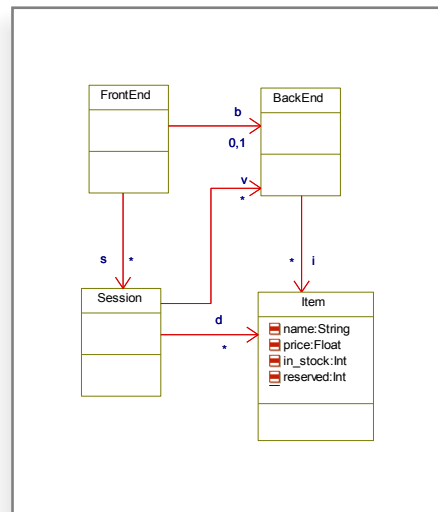 FrontEnd
BackEnd
b
0,1
v
*
s *
* i
Session
Item
d
*
name:String
price:Float
in_stock:Int
reserved:Int